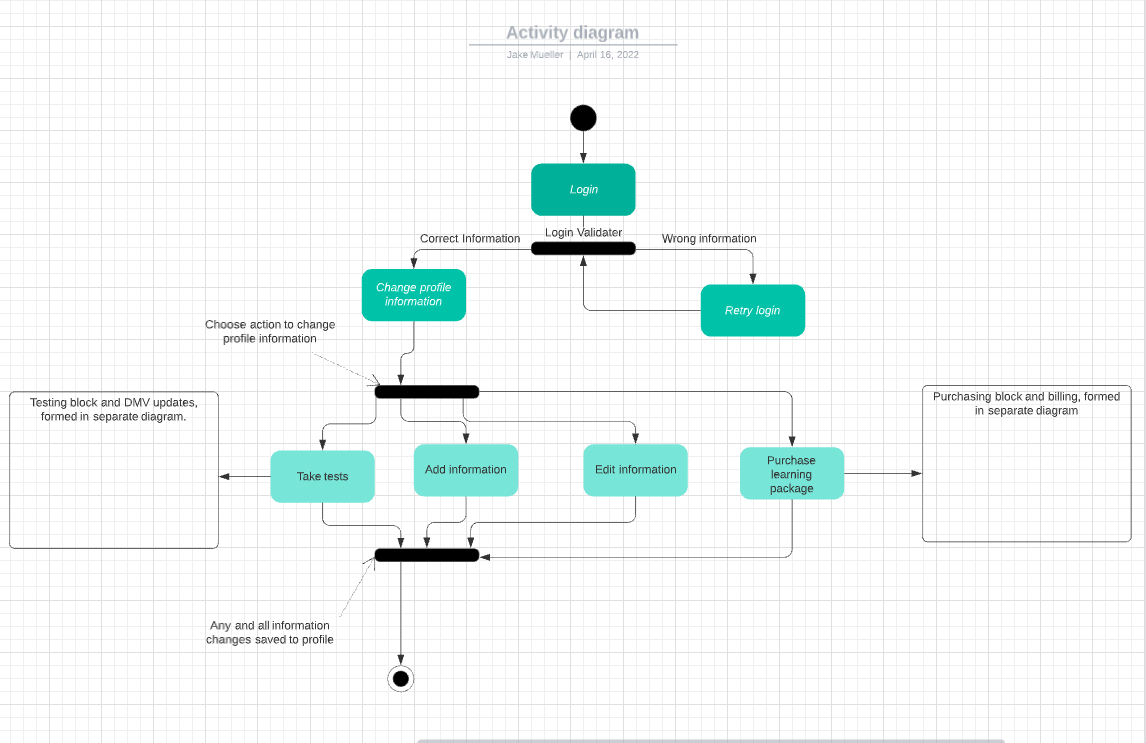 Activity diagram
Jake Mueller | April 16, 2022
Login
Login Validater
Correct Information
Wrong information
Change profile
information
Retry login
Choose action to change
profile information
Testing block and DMV updates,
formed in separate diagram.
Purchasing block and billing, formed
in separate diagram
Take tests
Add information
Edit information
Purchase
learning
package
Any and all information
changes saved to profile